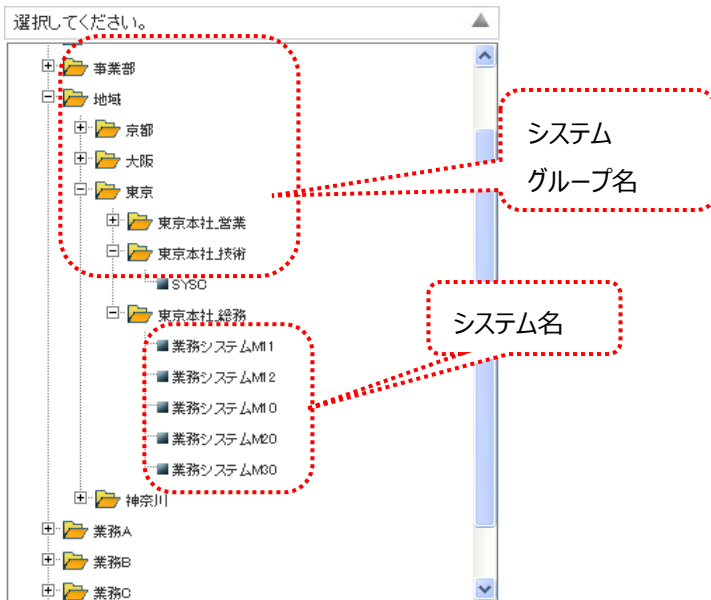 選択してください。
事業部
地域
京都
大阪
東京
東京本社_営業
東京本社_技術
SYSC
東京本社_総務
業務システムM11
業務システムM12
業務システムM10
業務システムM20
業務システムM30
神奈川
業務A
業務B
業務C
システム
グループ名
システム名